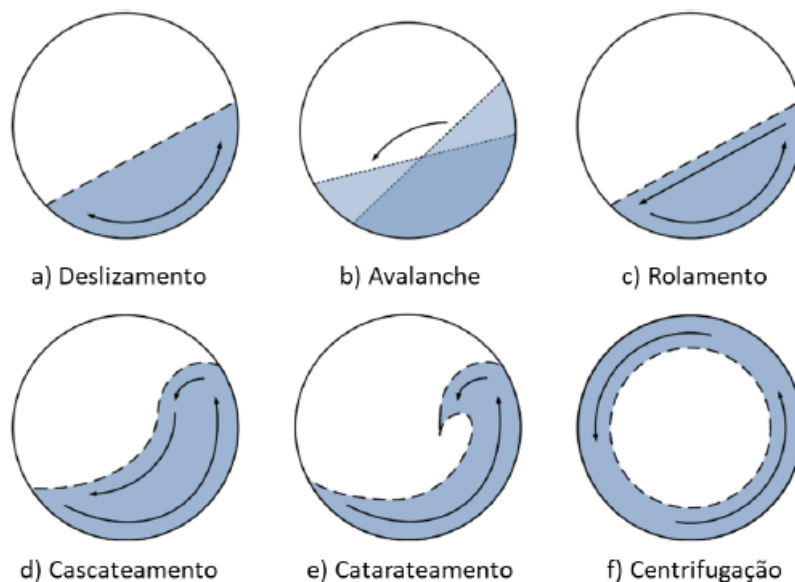 a) Deslizamento
b) Avalanche
c) Rolamento
d) Cascateamento
e) Catarateamento
f) Centrifugação